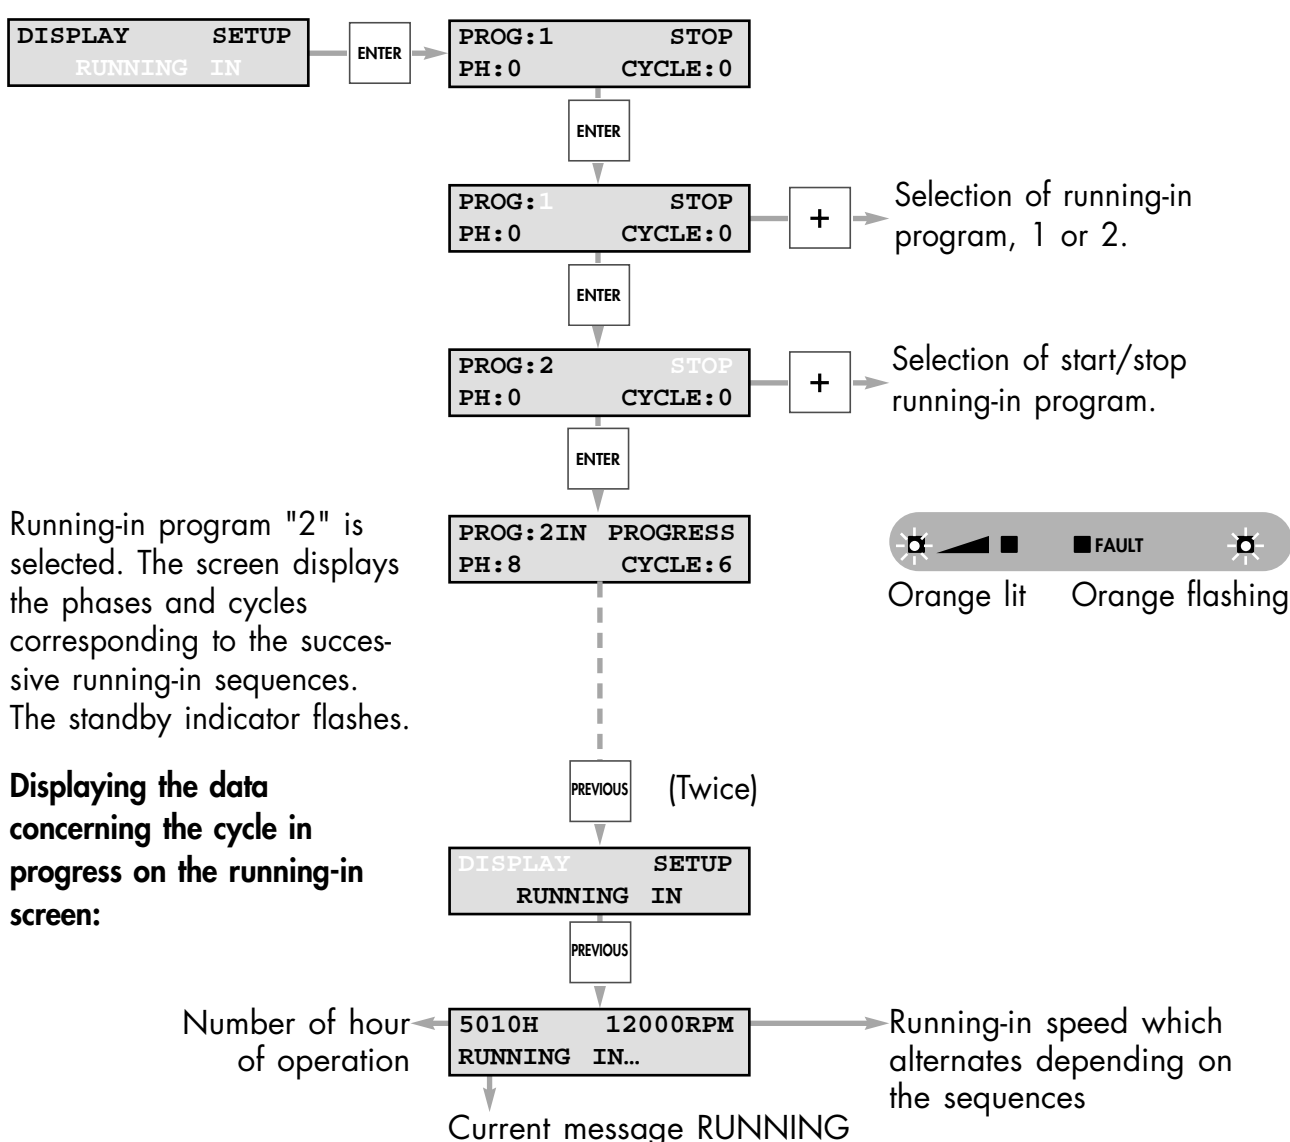 DISPLAY SETUP
RUNNING IN
ENTER
PROG:1 STOP
PH:0 CYCLE:0
ENTER
PROG:1 STOP
PH:0 CYCLE:0
+
Selection of running-in
program, 1 or 2.
ENTER
PROG:2 STOP
PH:0 CYCLE:0
+
Selection of start/stop
running-in program.
ENTER
Running-in program "2" is
selected. The screen displays
the phases and cycles
corresponding to the succes-
sive running-in sequences.
The standby indicator flashes.
PROG:2IN PROGRESS
PH:8 CYCLE:6
FAULT
Orange lit Orange flashing
PREVIOUS (Twice)
Displaying the data
concerning the cycle in
progress on the running-in
screen:
DISPLAY SETUP
RUNNING IN
PREVIOUS
Number of hour
of operation
5010H 12000RPM
RUNNING IN…
Running-in speed which
alternates depending on
the sequences
Current message RUNNING